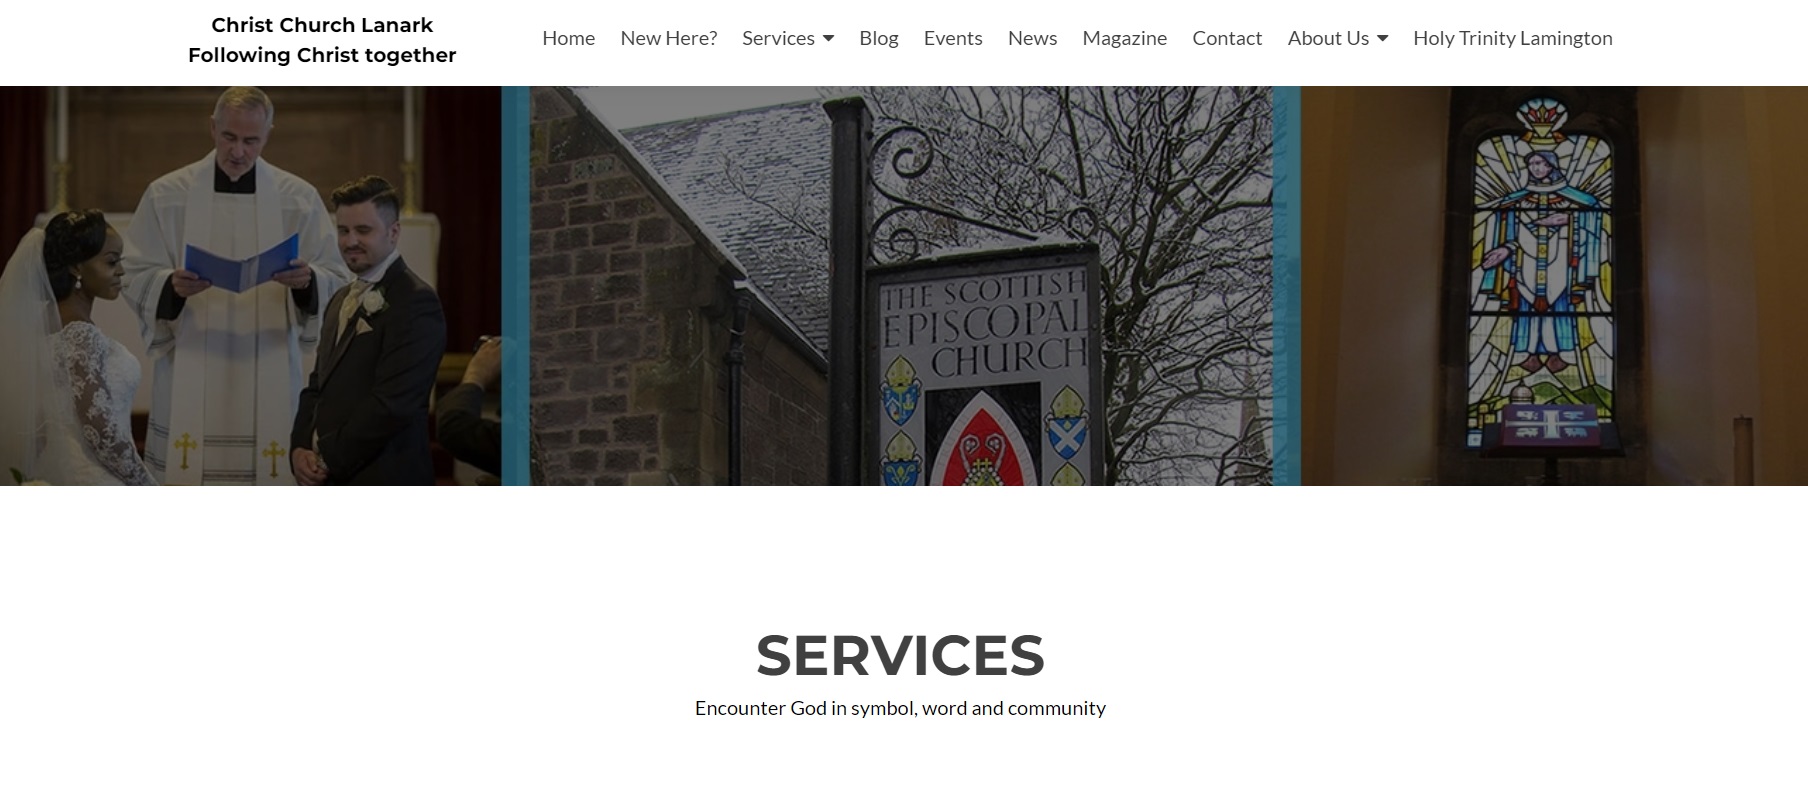 Christ Church Lanark
Following Christ together
Home New Here? Services Blog Events News Magazine Contact About Us Holy Trinity Lamington
THE SCOTTISH
EPISCOPAL
CHURCH
SERVICES
Encounter God in symbol, word and community